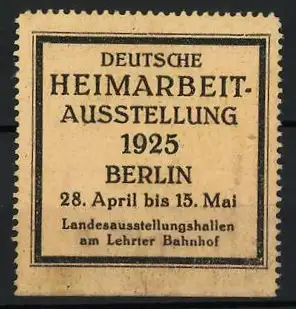 DEUTSCHE
HEIMARBEIT-
AUSSTELLUNG
1925
BERLIN
28. April bis 15. Mai
Landesausstellungshallen
am Lehrter Bahnhof